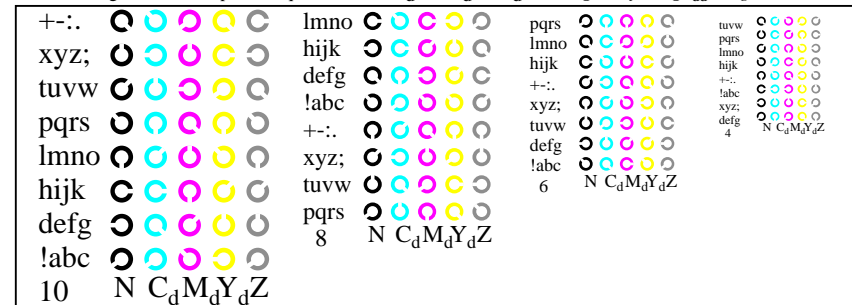 +-:.
xyz;
tuvw
pqrs
lmno
hijk
defg
!abc
10 N CdMdYdZ
lmno
hijk
defg
!abc
+-:.
xyz;
tuvw
pqrs
8 N CdMdYdZ
pqrs
lmno
hijk
+-:.
xyz;
tuvw
defg
!abc
6 N CdMdYdZ
tuvw
pqrs
lmno
hijk
+-:.
!abc
xyz;
defg
4 N CdMdYdZ